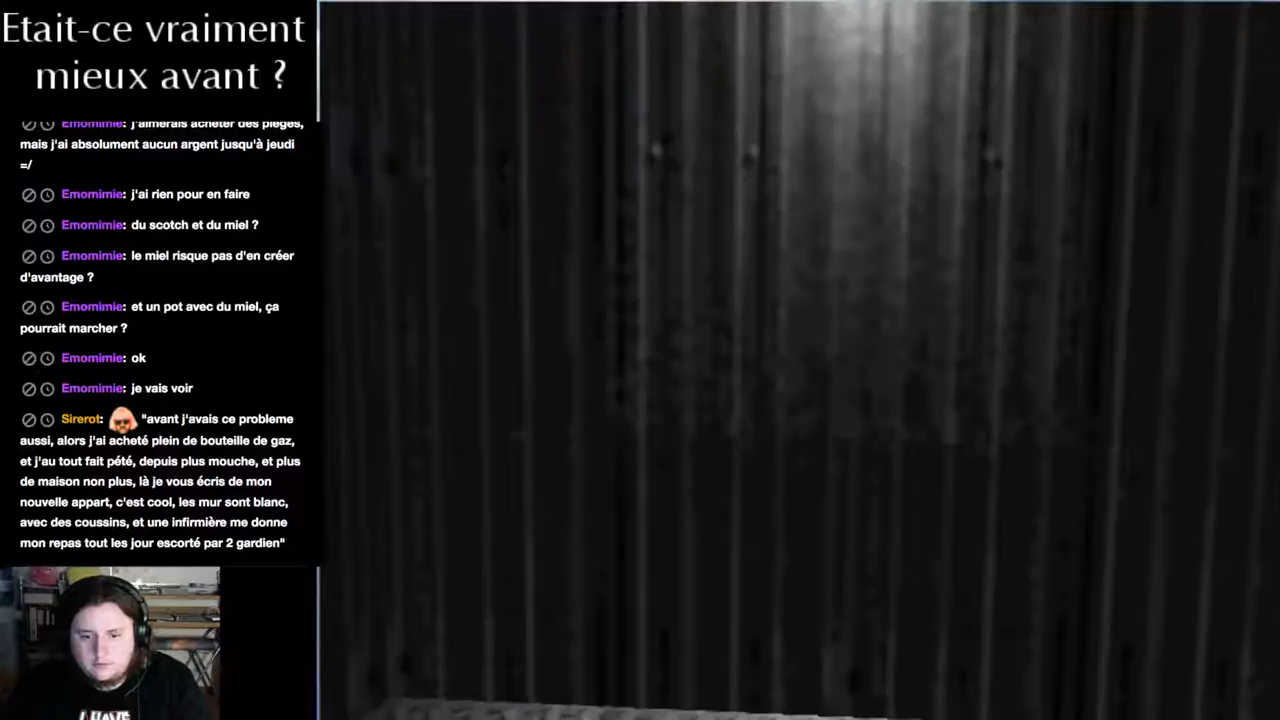 Etait-ce vraiment
mieux avant ?
Emomimie: j'aimerais acheter des pièges,
mais j'ai absolument aucun argent jusqu'à jeudi
=/
Emomimie: j'ai rien pour en faire
Emomimie: du scotch et du miel ?
Emomimie: le miel risque pas d'en créer
d'avantage ?
Emomimie: et un pot avec du miel, ça
pourrait marcher ?
Emomimie: ok
Emomimie: je vais voir
Sirerot: "avant j'avais ce probleme
aussi, alors j'ai acheté plein de bouteille de gaz,
et j'au tout fait pété, depuis plus mouche, et plus
de maison non plus, là je vous écris de mon
nouvelle appart, c'est cool, les mur sont blanc,
avec des coussins, et une infirmière me donne
mon repas tout les jour escorté par 2 gardien"